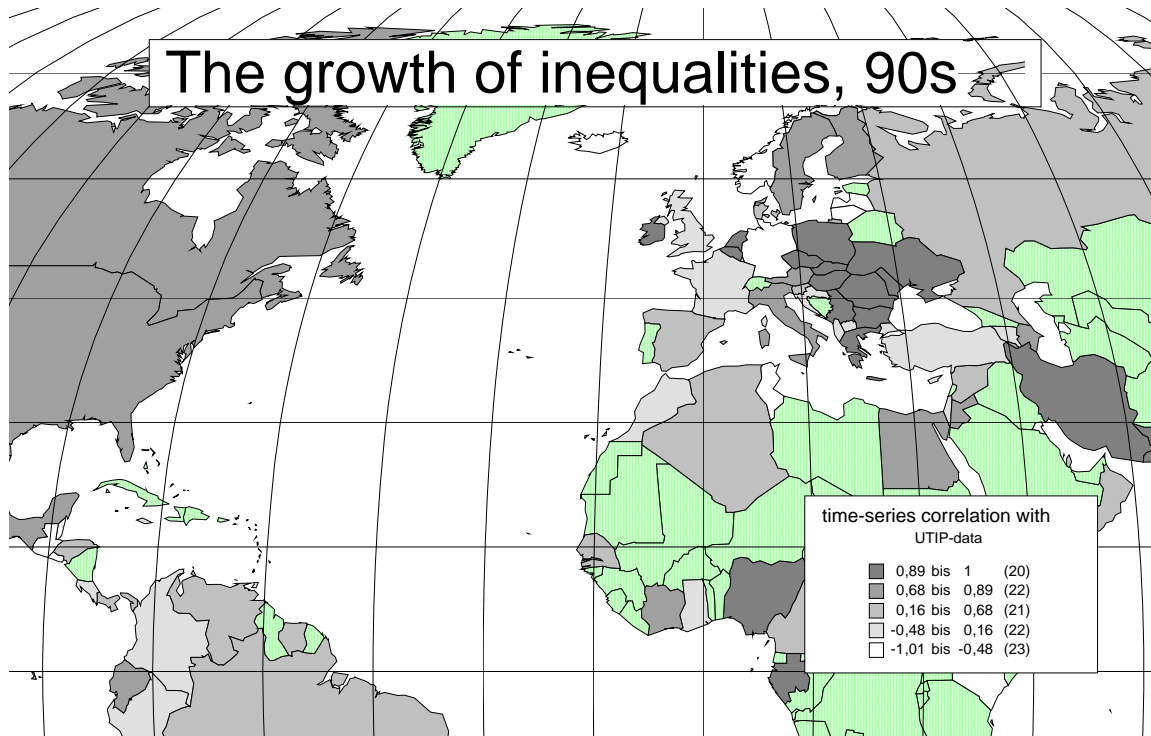 The growth of inequalities, 90s
time-series correlation with
UTIP-data
0,89 bis 1 (20)
0,68 bis 0,89 (22)
0,16 bis 0,68 (21)
-0,48 bis 0,16 (22)
-1,01 bis -0,48 (23)